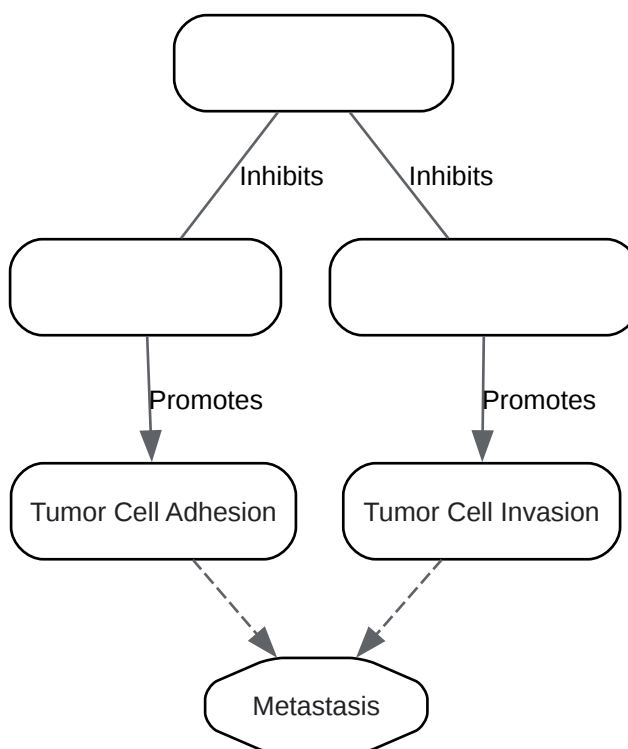 Inhibits
Inhibits
Promotes
Promotes
Tumor Cell Adhesion
Tumor Cell Invasion
Metastasis